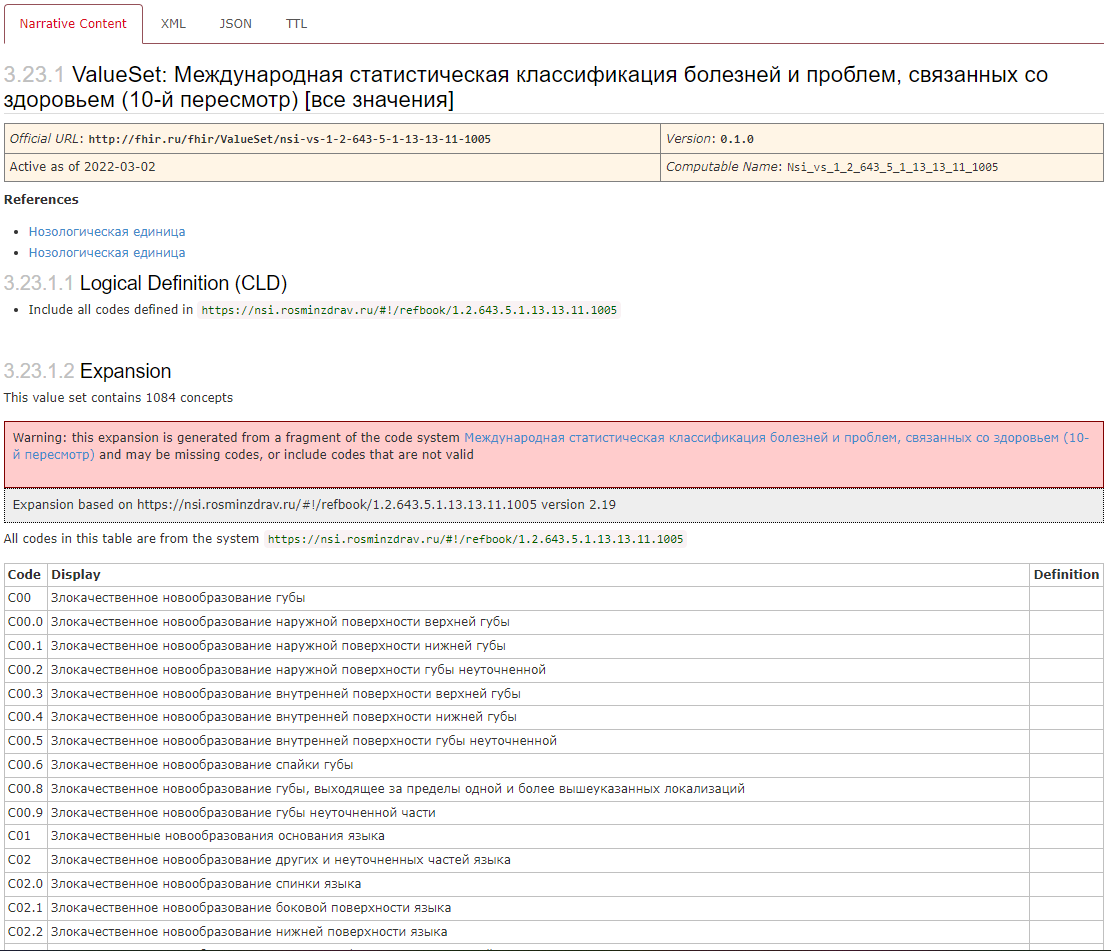 Narrative Content XML JSON TTL
3.23.1 ValueSet: Международная статистическая классификация болезней и проблем, связанных со
здоровьем (10-й пересмотр) [все значения]
Official URL: http://fhir.ru/fhir/ValueSet/nsi-vs-1-2-643-5-1-13-13-11-1005 Version: 0.1.0
Active as of 2022-03-02 Computable Name: Nsi_vs_1_2_643_5_1_13_13_11_1005
References
• Нозологическая единица
• Нозологическая единица
3.23.1.1 Logical Definition (CLD)
• Include all codes defined in https://nsi.rosminzdrav.ru/#!/refbook/1.2.643.5.1.13.13.11.1005
3.23.1.2 Expansion
This value set contains 1084 concepts
Warning: this expansion is generated from a fragment of the code system Международная статистическая классификация болезней и проблем, связанных со здоровьем (10-
й пересмотр) and may be missing codes, or include codes that are not valid
Expansion based on https://nsi.rosminzdrav.ru/#!/refbook/1.2.643.5.1.13.13.11.1005 version 2.19
All codes in this table are from the system https://nsi.rosminzdrav.ru/#!/refbook/1.2.643.5.1.13.13.11.1005
Code Display Definition
C00 Злокачественное новообразование губы
C00.0 Злокачественное новообразование наружной поверхности верхней губы
C00.1 Злокачественное новообразование наружной поверхности нижней губы
C00.2 Злокачественное новообразование наружной поверхности губы неуточненной
C00.3 Злокачественное новообразование внутренней поверхности верхней губы
C00.4 Злокачественное новообразование внутренней поверхности нижней губы
C00.5 Злокачественное новообразование внутренней поверхности губы неуточненной
C00.6 Злокачественное новообразование спайки губы
C00.8 Злокачественное новообразование губы, выходящее за пределы одной и более вышеуказанных локализаций
C00.9 Злокачественное новообразование губы неуточненной части
C01 Злокачественные новообразования основания языка
C02 Злокачественное новообразование других и неуточненных частей языка
C02.0 Злокачественное новообразование спинки языка
C02.1 Злокачественное новообразование боковой поверхности языка
C02.2 Злокачественное новообразование нижней поверхности языка